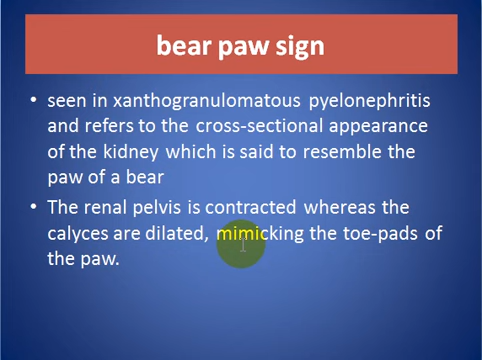 bear paw sign
• seen in xanthogranulomatous pyelonephritis
and refers to the cross-sectional appearance
of the kidney which is said to resemble the
paw of a bear
• The renal pelvis is contracted whereas the
calyces are dilated, mimicking the toe-pads of
the paw.